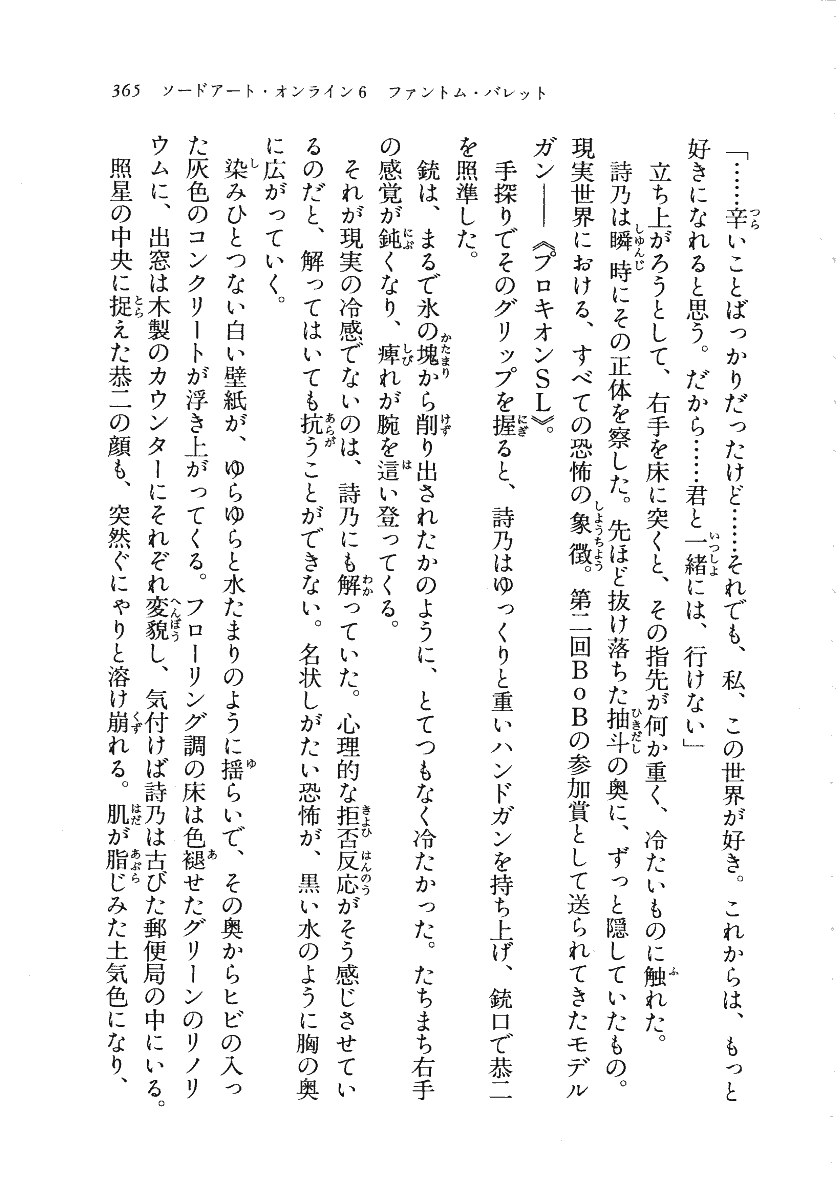 365　ソードアート・オンライン6　ファントム・バレット
「……辛いことばっかりだったけど……それでも、私、この世界が好き。これからは、もっと
好きになれると思う。だから……君と一緒には、行けない」
　立ち上がろうとして、右手を床に突くと、その指先が何か重く、冷たいものに触れた。
　詩乃は瞬時にその正体を察した。先ほど抜け落ちた抽斗の奥に、ずっと隠していたもの。
現実世界における、すべての恐怖の象徴。第二回ＢｏＢの参加賞として送られてきたモデル
ガン――《プロキオンＳＬ》。
　手探りでそのグリップを握ると、詩乃はゆっくりと重いハンドガンを持ち上げ、銃口で恭二
を照準した。
　銃は、まるで氷の塊から削り出されたかのように、とてつもなく冷たかった。たちまち右手
の感覚が鈍くなり、痺れが腕を這い登ってくる。
　それが現実の冷感でないのは、詩乃にも解っていた。心理的な拒否反応がそう感じさせてい
るのだと、解ってはいても抗うことができない。名状しがたい恐怖が、黒い水のように胸の奥
に広がっていく。
　染みひとつない白い壁紙が、ゆらゆらと水たまりのように揺らいで、その奥からヒビの入っ
た灰色のコンクリートが浮き上がってくる。フローリング調の床は色褪せたグリーンのリノリ
ウムに、出窓は木製のカウンターにそれぞれ変貌し、気付けば詩乃は古びた郵便局の中にいる。
　照星の中央に捉えた恭二の顔も、突然ぐにゃりと溶け崩れる。肌が脂じみた土気色になり、